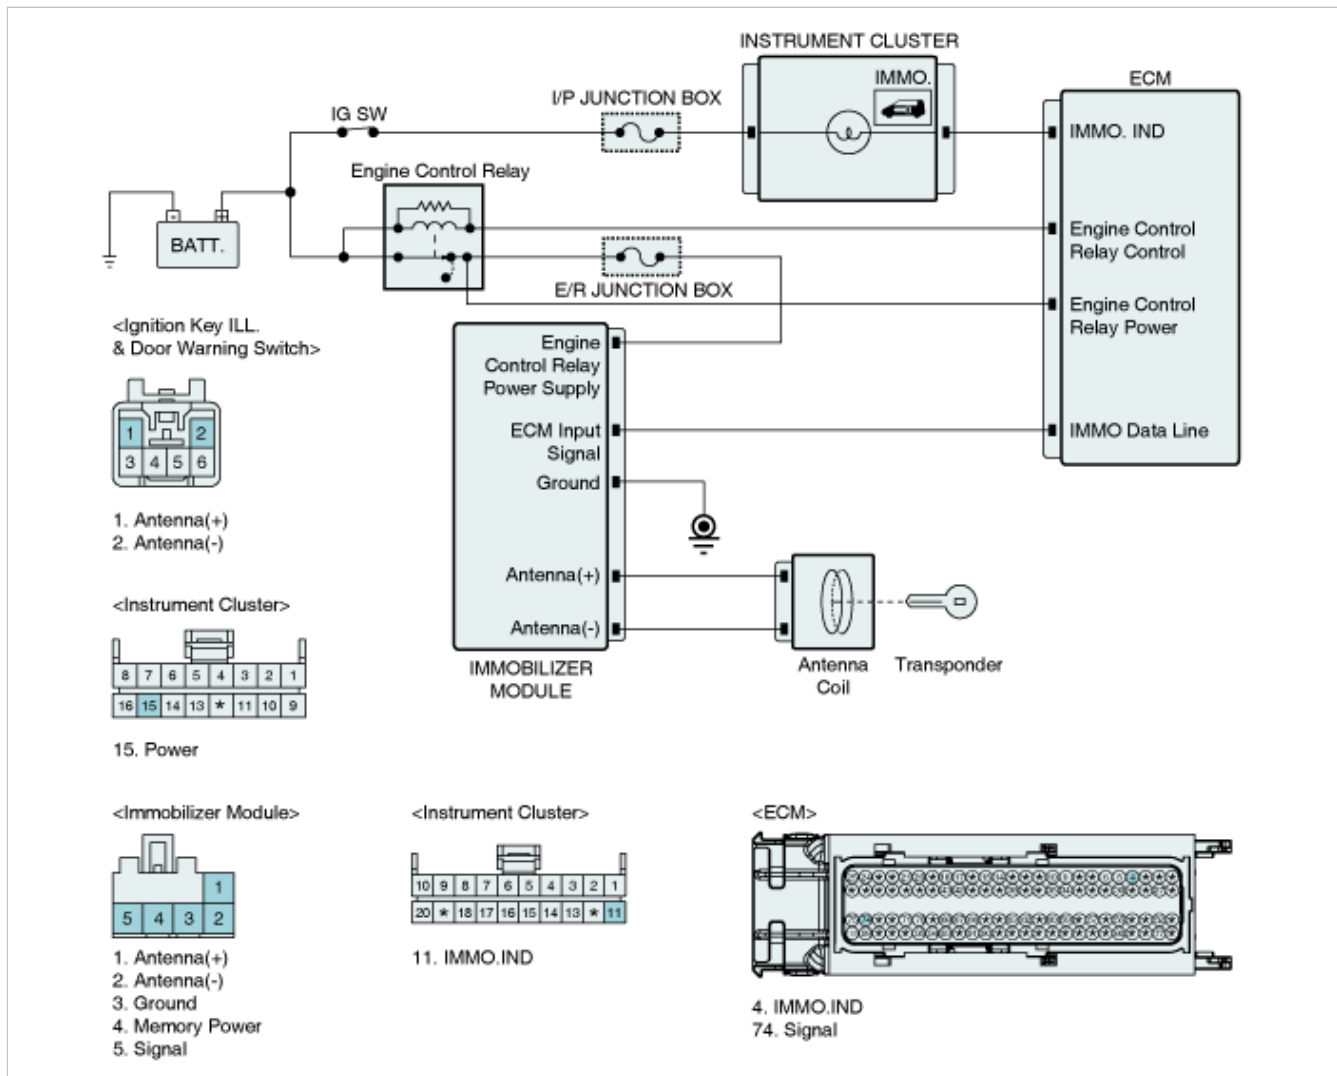 INSTRUMENT CLUSTER
IMMO.
ECM
I/P JUNCTION BOX
IG SW
IMMO. IND
Engine Control Relay
BATT.
Engine Control
Relay Control
E/R JUNCTION BOX
Engine Control
Relay Power
<Ignition Key ILL.
& Door Warning Switch>
Engine
Control Relay
Power Supply
ECM Input
Signal
IMMO Data Line
Ground
Antenna(+)
Antenna(-)
IMMOBILIZER
MODULE
Antenna
Coil
Transponder
1 2
3 4 5 6
1. Antenna(+)
2. Antenna(-)
<Instrument Cluster>
8 7 6 5 4 3 2 1
16 15 14 13 * 11 10 9
15. Power
<Immobilizer Module>
1
5 4 3 2
1. Antenna(+)
2. Antenna(-)
3. Ground
4. Memory Power
5. Signal
<Instrument Cluster>
10 9 8 7 6 5 4 3 2 1
20 * 18 17 16 15 14 13 * 11
11. IMMO.IND
<ECM>
4. IMMO.IND
74. Signal